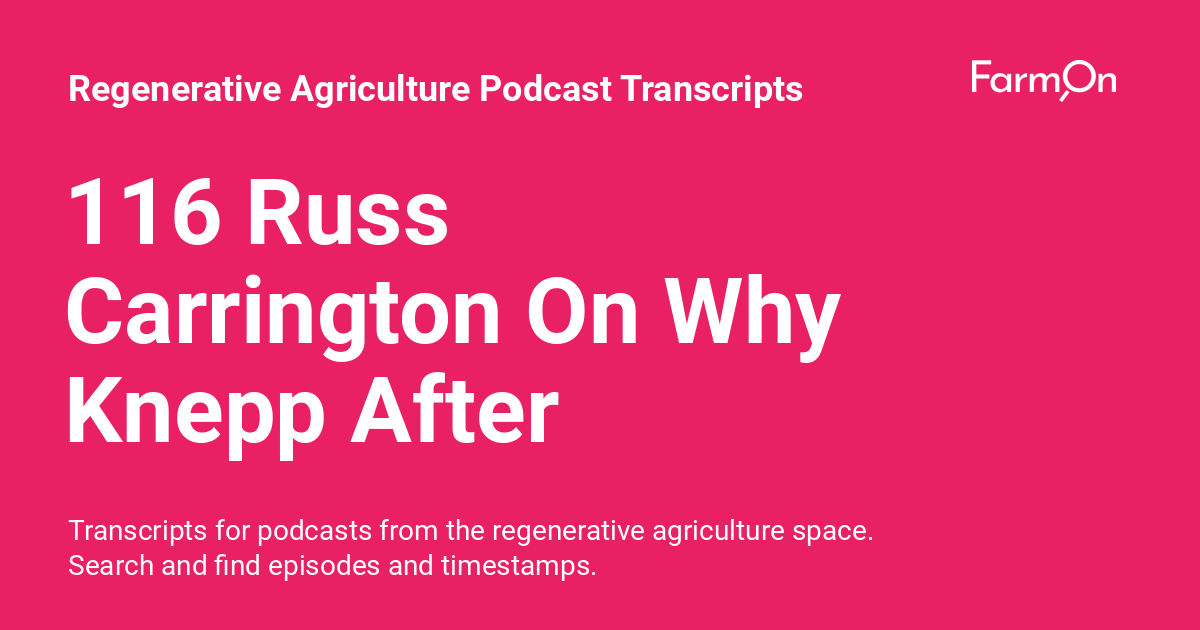 Regenerative Agriculture Podcast Transcripts
FarmOn
116 Russ
Carrington On Why
Knepp After
Transcripts for podcasts from the regenerative agriculture space.
Search and find episodes and timestamps.